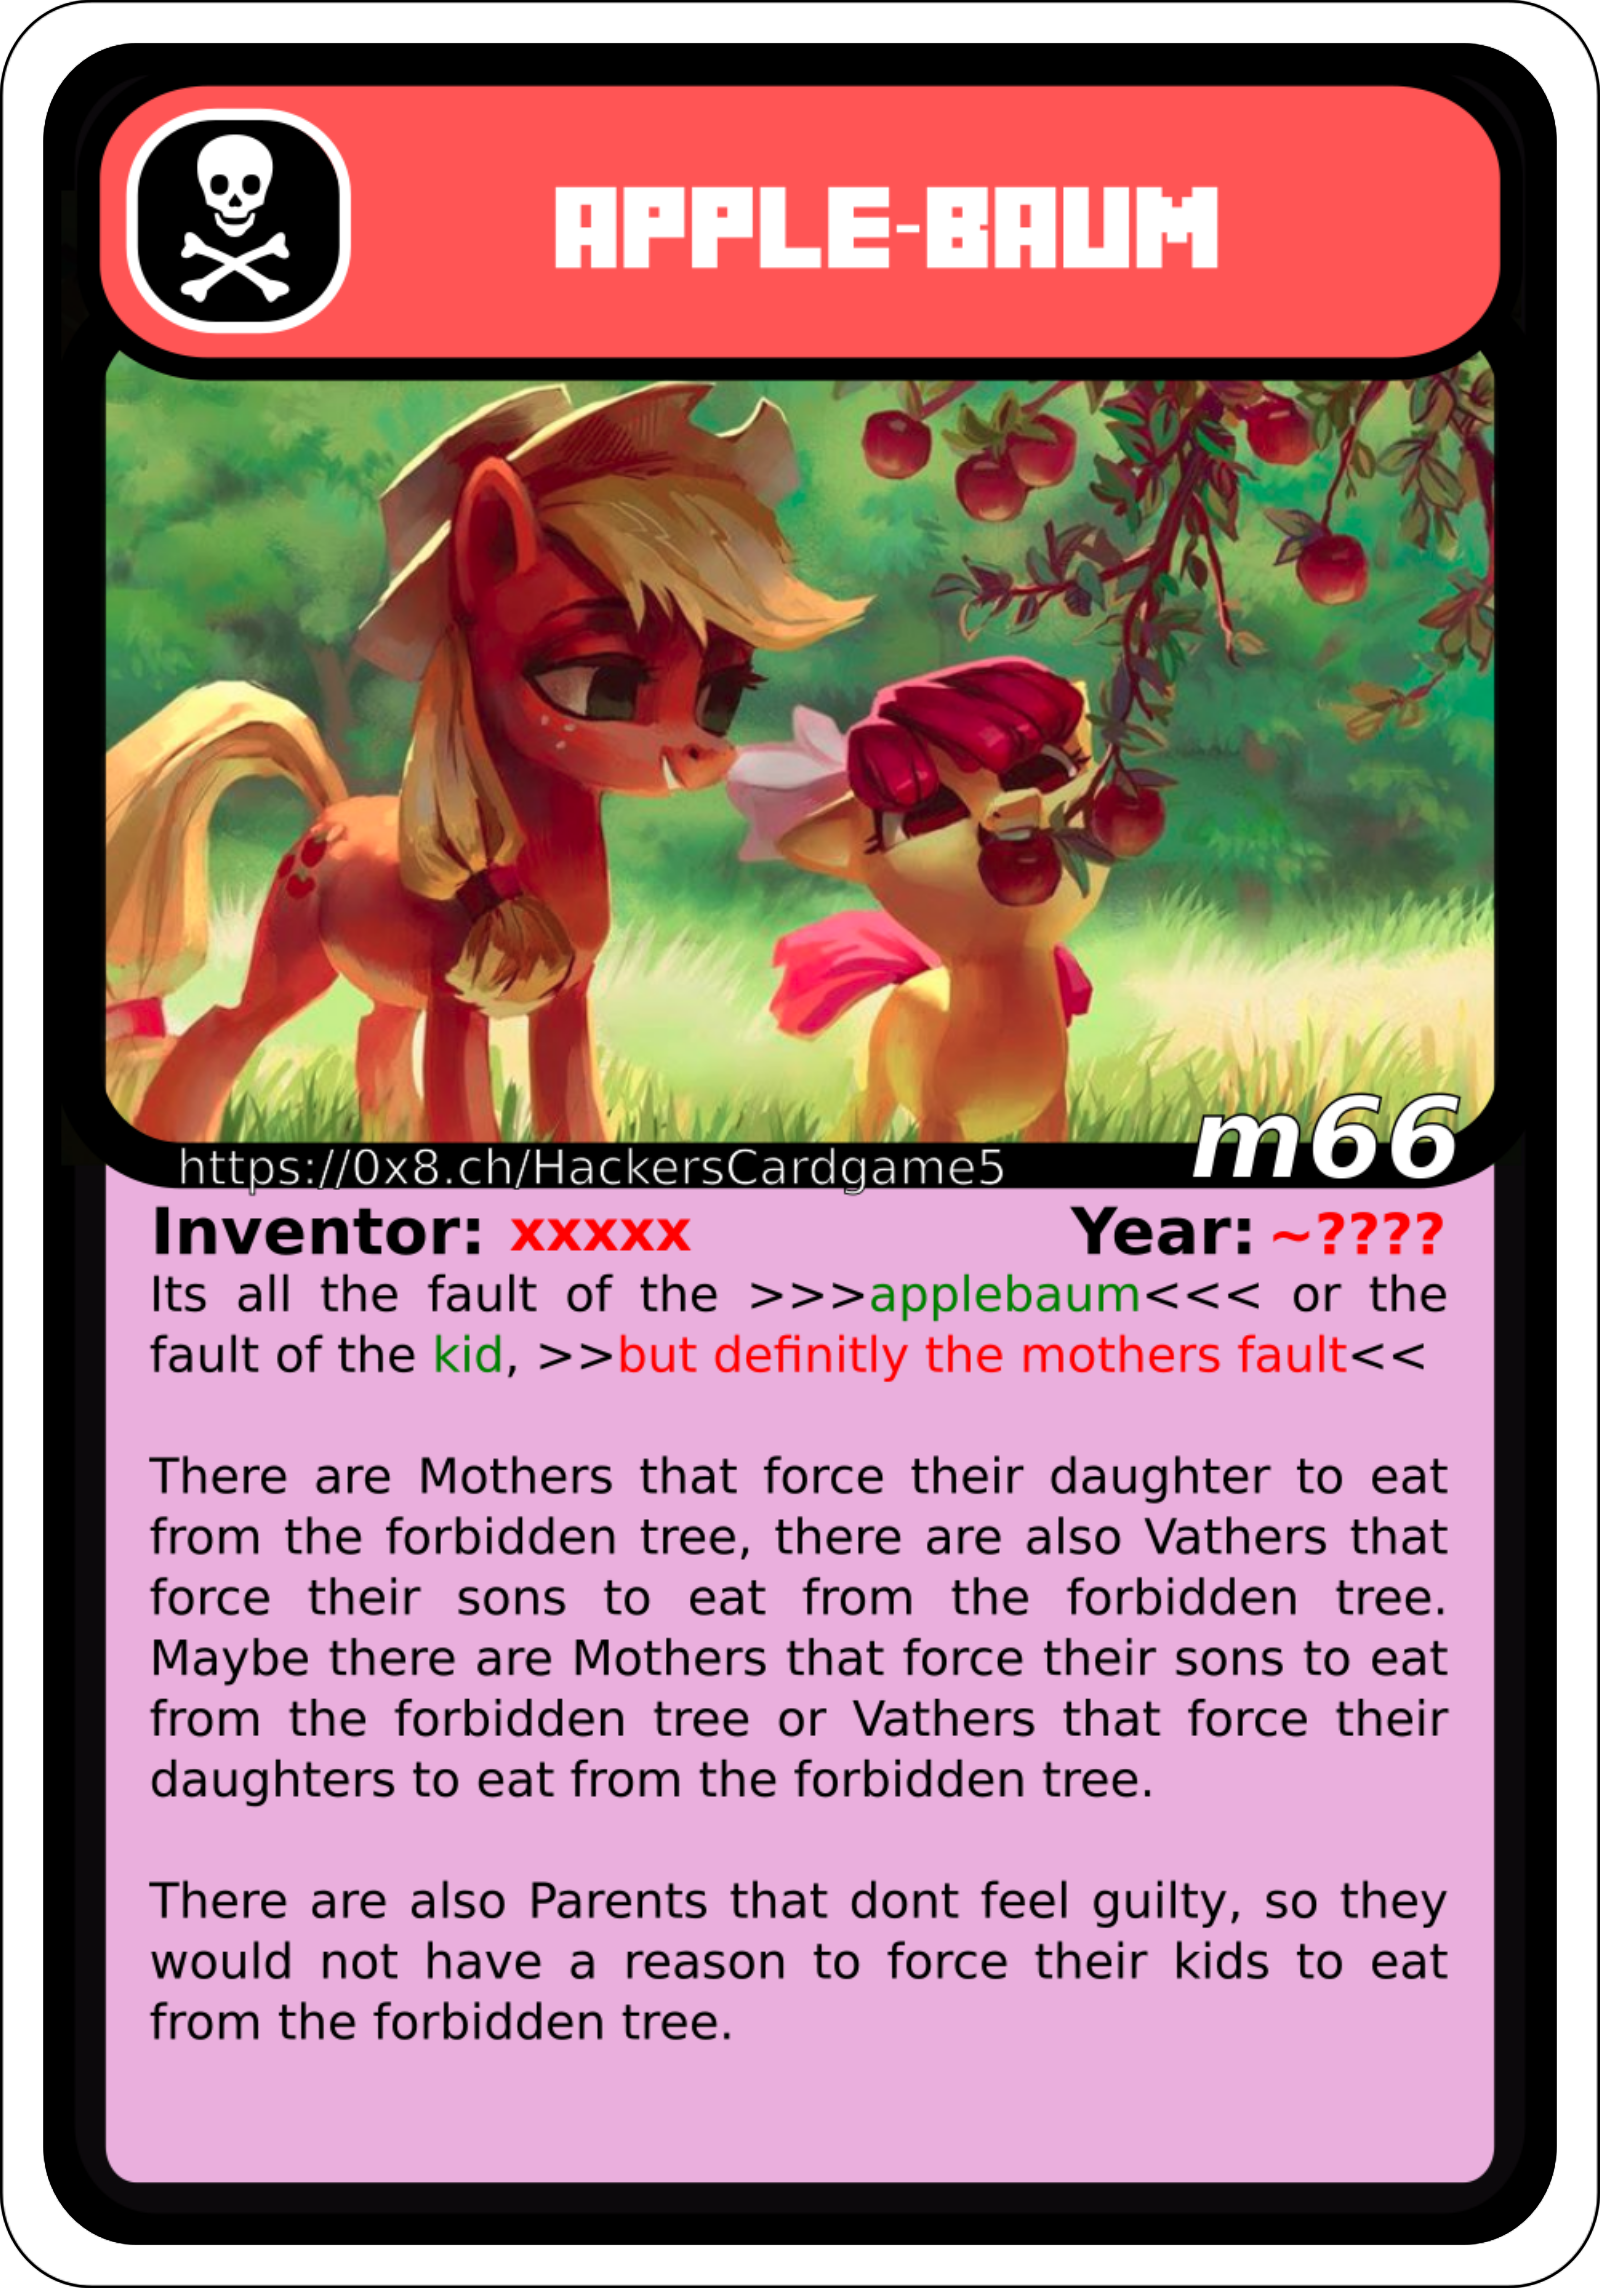 APPLE-BAUM
m66
https://0x8.ch/HackersCardgame5
Inventor: xxxxx Year: ~????
Its all the fault of the >>>applebaum<<< or the
fault of the kid, >>but definitly the mothers fault<<
There are Mothers that force their daughter to eat
from the forbidden tree, there are also Vathers that
force their sons to eat from the forbidden tree.
Maybe there are Mothers that force their sons to eat
from the forbidden tree or Vathers that force their
daughters to eat from the forbidden tree.
There are also Parents that dont feel guilty, so they
would not have a reason to force their kids to eat
from the forbidden tree.